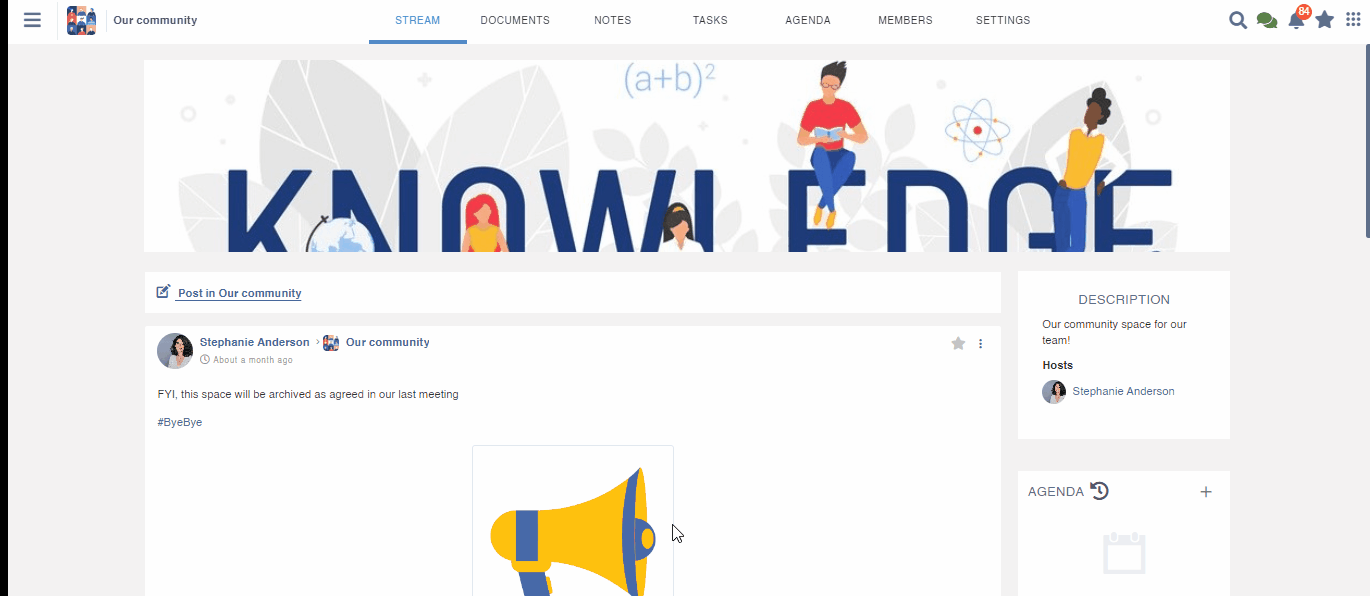 Our community
STREAM
DOCUMENTS
NOTES
TASKS
AGENDA
MEMBERS
SETTINGS
84
(a+b)²
KNOWLEDGE
Post in Our community
Stephanie Anderson › Our community
About a month ago
FYI, this space will be archived as agreed in our last meeting
#ByeBye
DESCRIPTION
Our community space for our
team!
Hosts
Stephanie Anderson
AGENDA